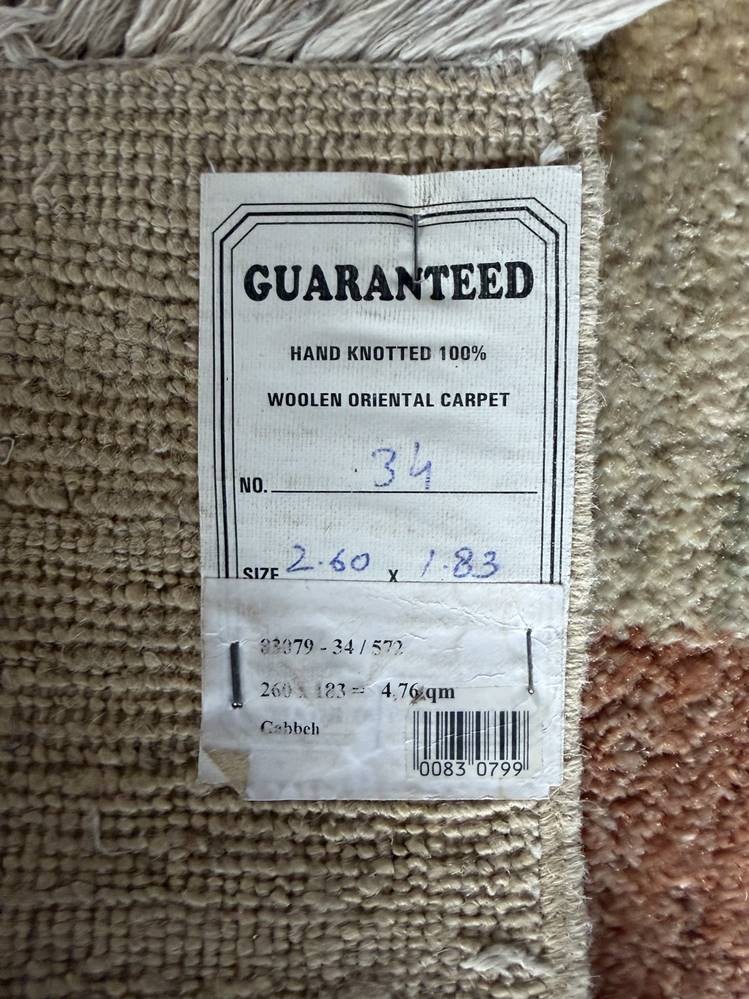 GUARANTEED
HAND KNOTTED 100%
WOOLEN ORIENTAL CARPET
NO. 34
SIZE 2.60 x 1.83
83079 - 34 / 572
260 x 183 = 4,76 qm
Gabbeh
0083 0799